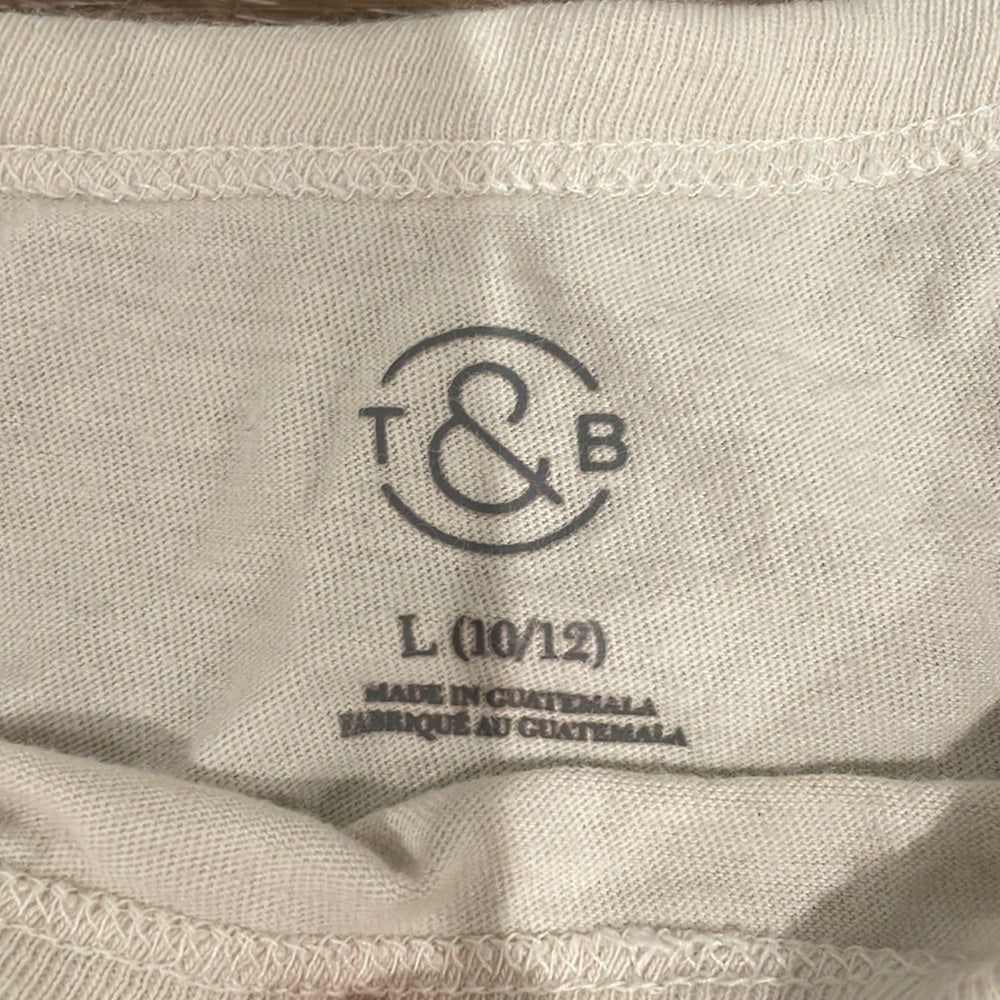 T & B
L (10/12)
MADE IN GUATEMALA
FABRIQUÉ AU GUATEMALA